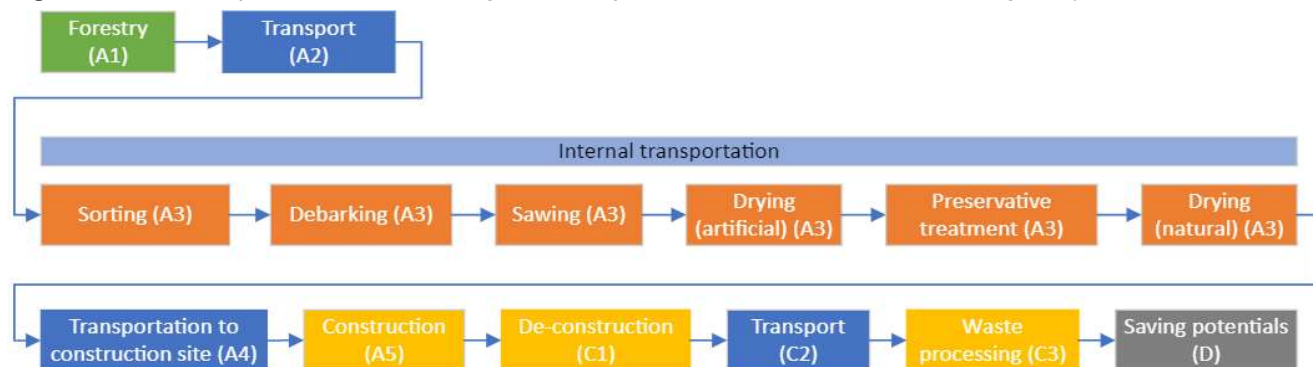 Forestry
(A1)
Transport
(A2)
Internal transportation
Sorting (A3)
Debarking (A3)
Sawing (A3)
Drying
(artificial) (A3)
Preservative
treatment (A3)
Drying
(natural) (A3)
Transportation to
construction site (A4)
Construction
(A5)
De-construction
(C1)
Transport
(C2)
Waste
processing (C3)
Saving potentials
(D)